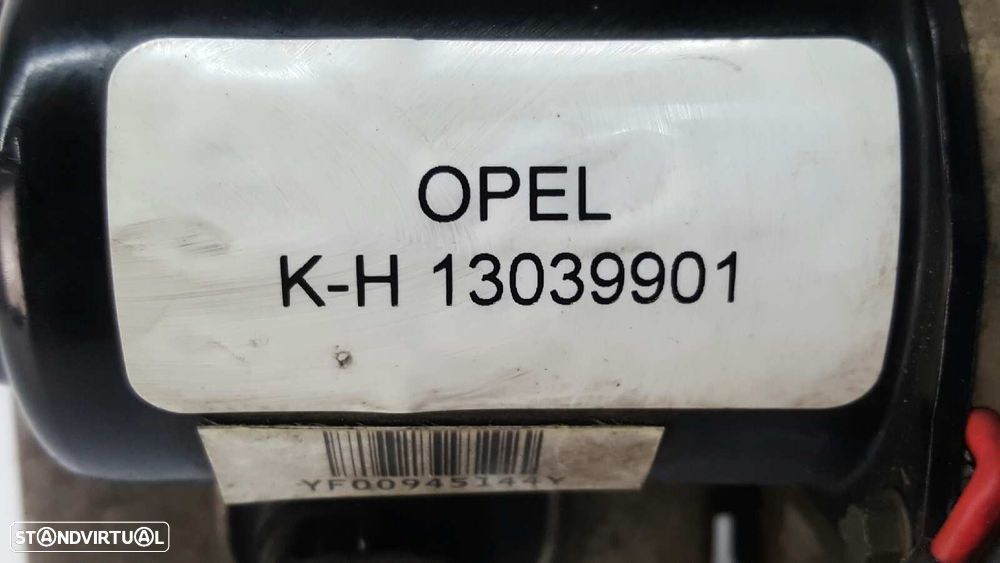 OPEL
K-H 13039901
YF00945144Y
STANDVIRTUAL